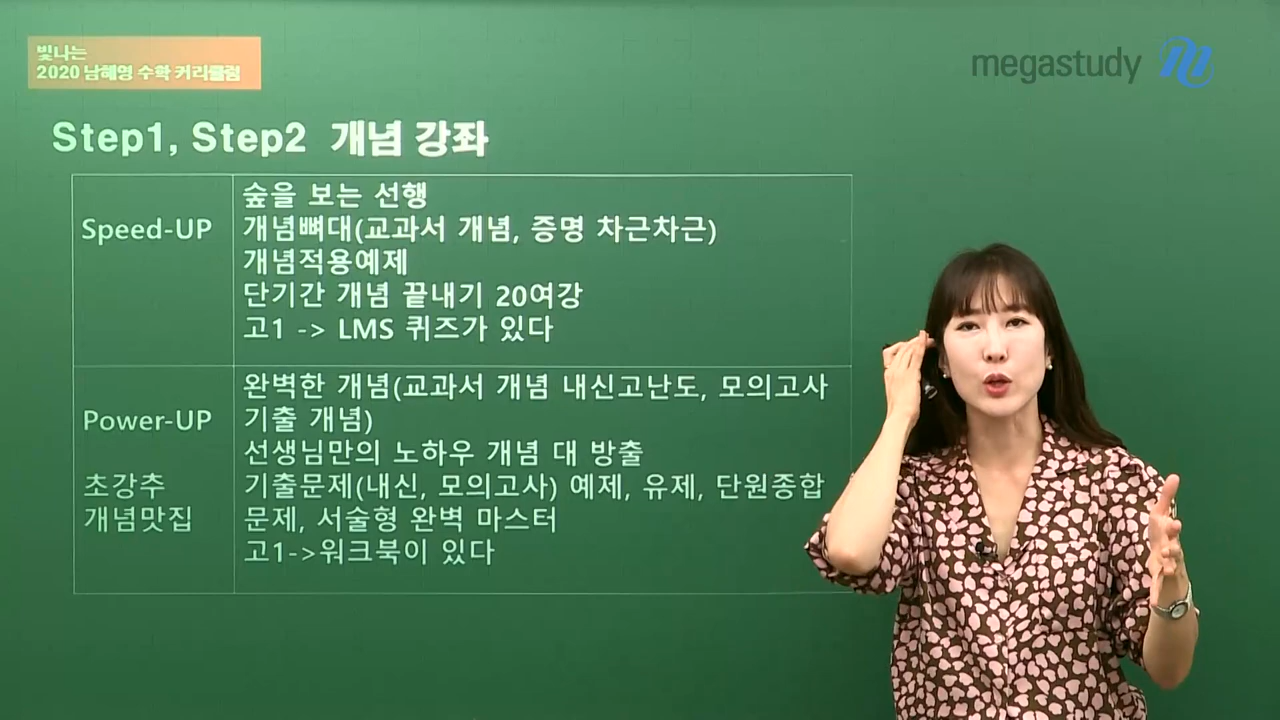 빛나는
2020 남혜영 수학 커리큘럼
megastudy
Step1, Step2 개념 강좌
Speed-UP
숲을 보는 선행
개념뼈대(교과서 개념, 증명 차근차근)
개념적용예제
단기간 개념 끝내기 20여강
고1 -> LMS 퀴즈가 있다
Power-UP
초강추
개념맛집
완벽한 개념(교과서 개념 내신고난도, 모의고사
기출 개념)
선생님만의 노하우 개념 대 방출
기출문제(내신, 모의고사) 예제, 유제, 단원종합
문제, 서술형 완벽 마스터
고1->워크북이 있다